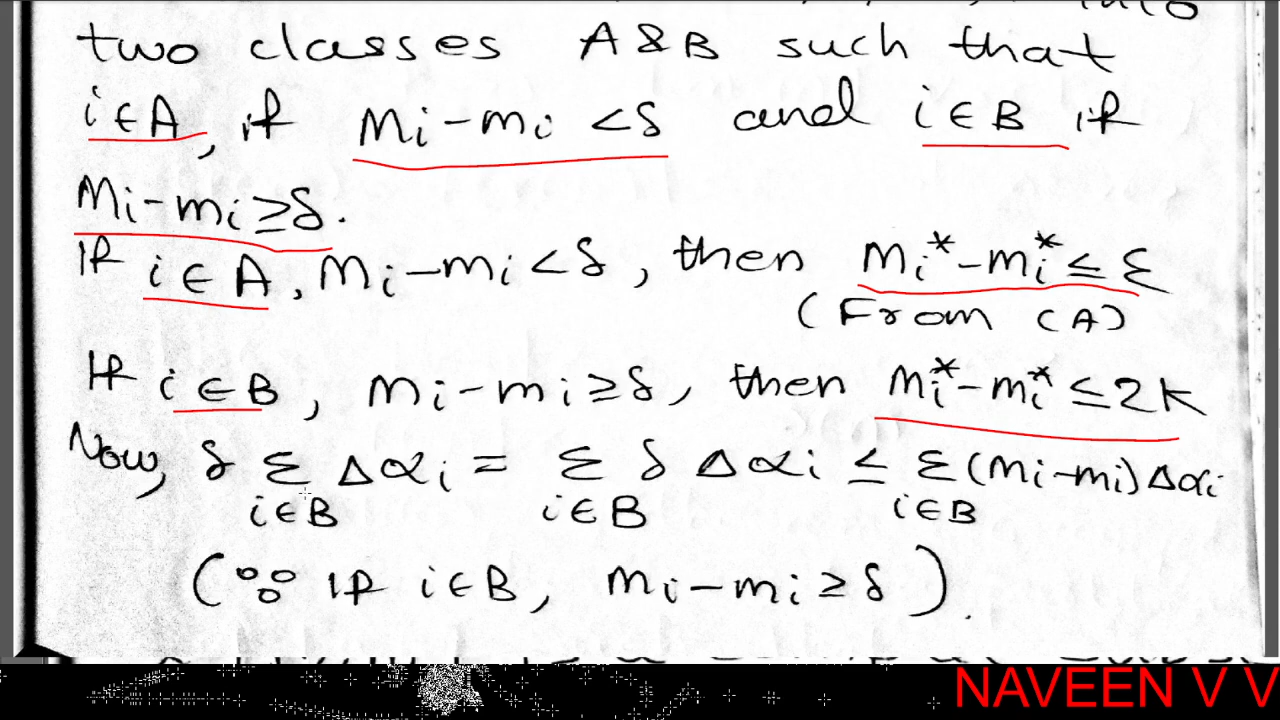 into
two classes A & B such that
i∈A, if Mi-mi <δ and i∈B if
Mi-mi≥δ.
If i∈A, Mi-mi<δ, then Mi*-mi*≤ε
(From (A)
If i∈B, Mi-mi≥δ, then Mi*-mi*≤2K
Now, δ Σ Δαi = Σ δ Δαi ≤ Σ(Mi-mi)Δαi
i∈B i∈B i∈B
(∵ If i∈B, Mi-mi≥δ).
NAVEEN V V